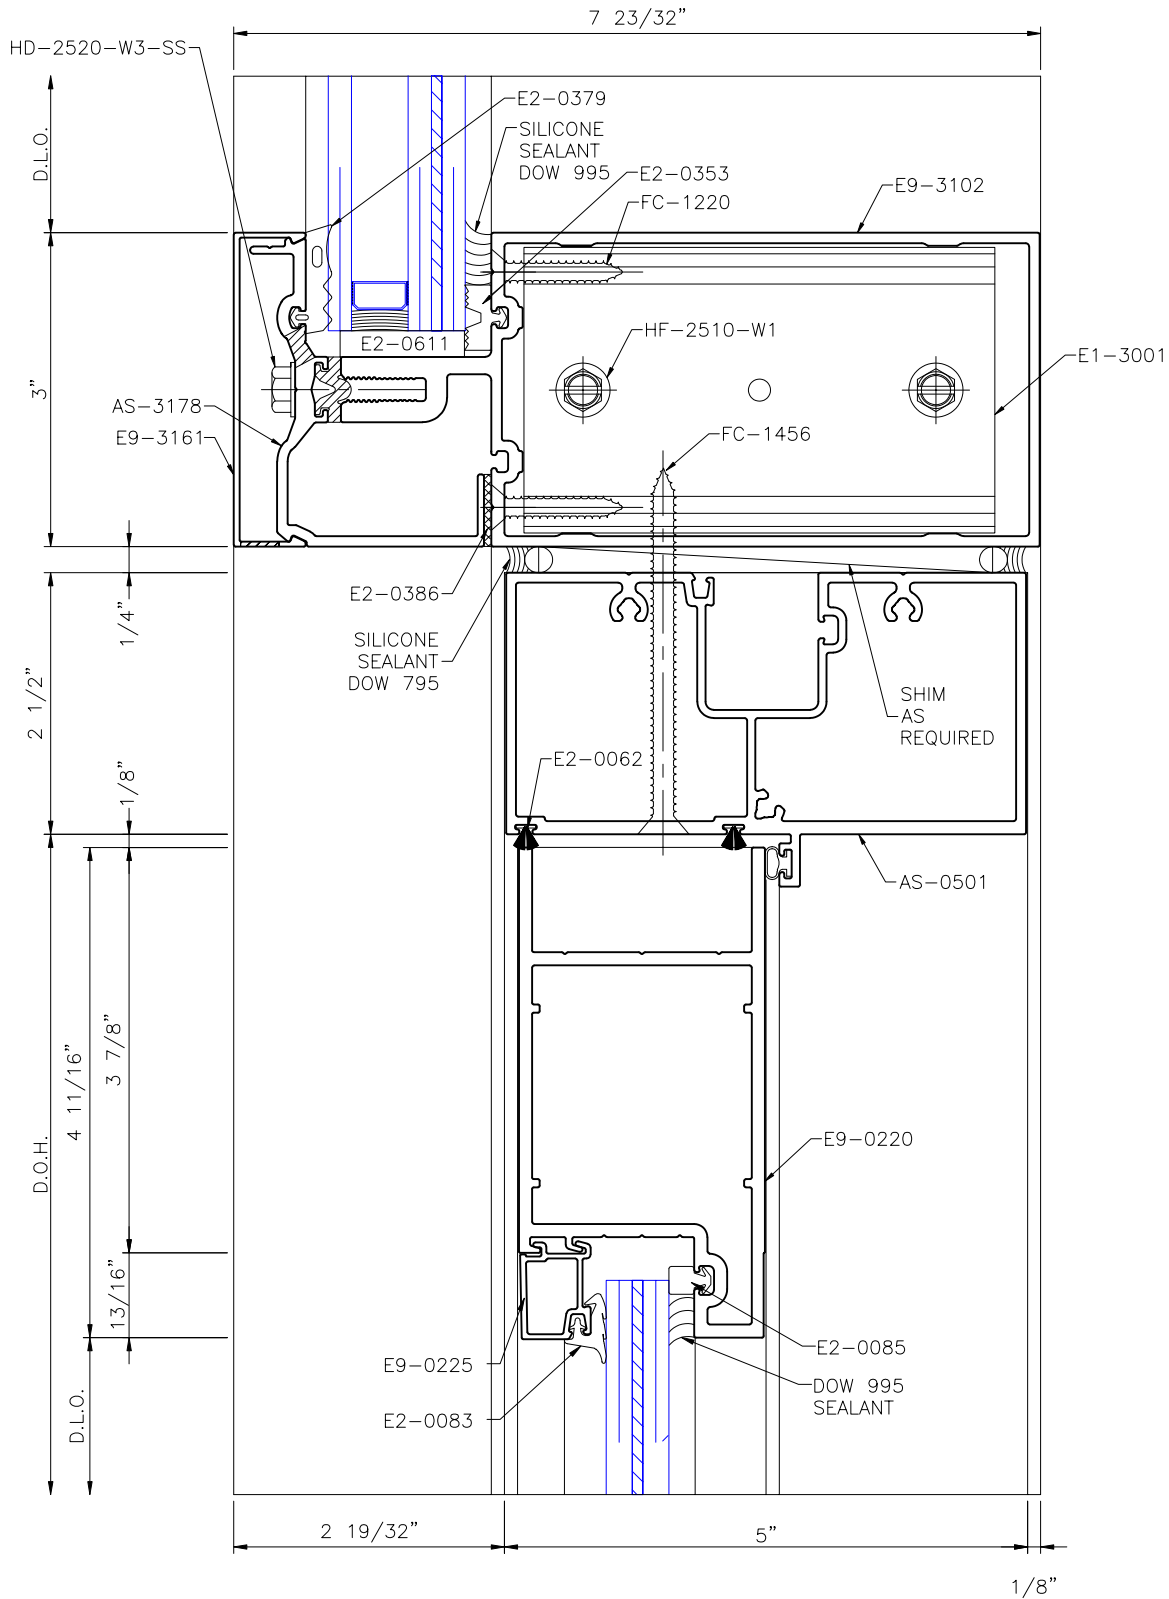 7 23/32"
HD-2520-W3-SS
E2-0379
SILICONE
SEALANT
DOW 995
E2-0353
FC-1220
E9-3102
D.L.O.
3"
E2-0611
HF-2510-W1
E1-3001
AS-3178
E9-3161
FC-1456
E2-0386
1/4"
SILICONE
SEALANT
DOW 795
2 1/2"
SHIM
AS
REQUIRED
E2-0062
1/8"
AS-0501
3 7/8"
4 11/16"
D.O.H.
E9-0220
13/16"
E2-0085
E9-0225
DOW 995
SEALANT
E2-0083
D.L.O.
2 19/32"
5"
1/8"